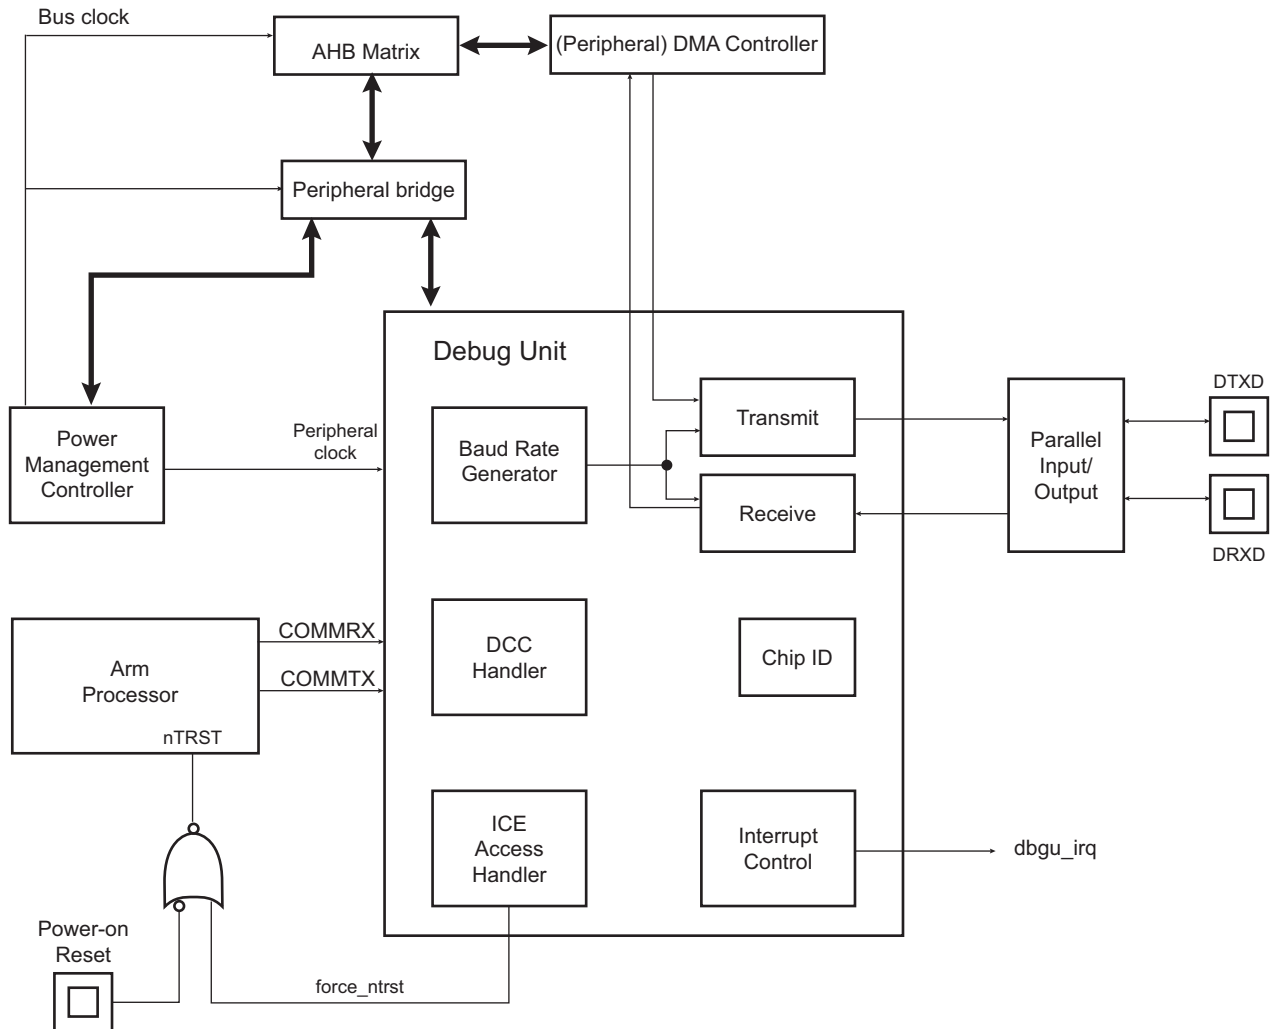 Bus clock
AHB Matrix
(Peripheral) DMA Controller
Peripheral bridge
Debug Unit
Power
Management
Controller
Peripheral
clock
Baud Rate
Generator
Transmit
Receive
Parallel
Input/
Output
DTXD
DRXD
Arm
Processor
nTRST
COMMRX
COMMTX
DCC
Handler
Chip ID
ICE
Access
Handler
Interrupt
Control
dbgu_irq
Power-on
Reset
force_ntrst